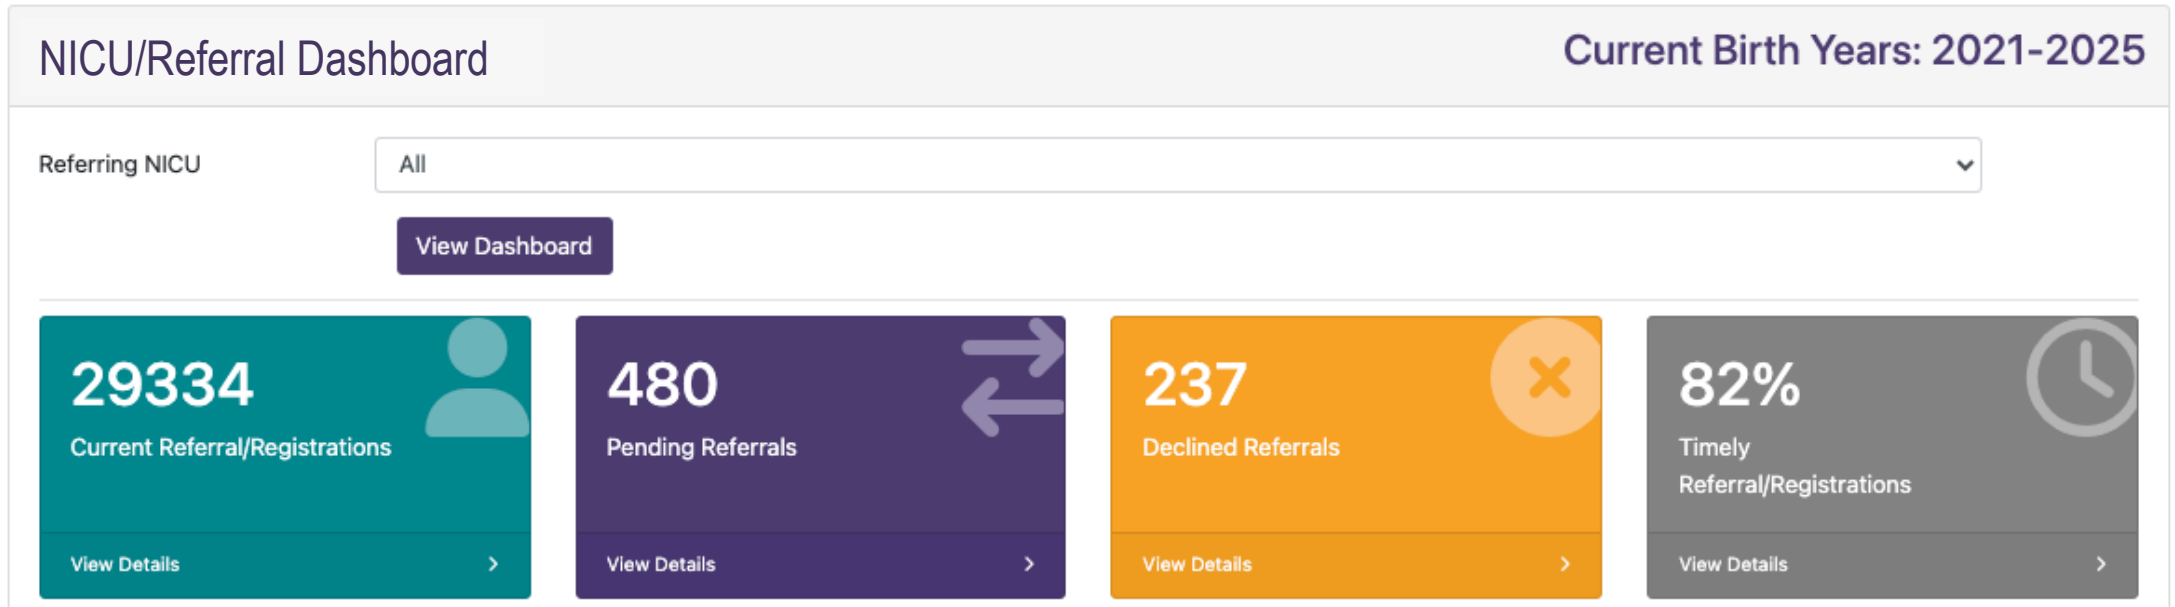 NICU/Referral Dashboard
Current Birth Years: 2021-2025
Referring NICU
All
View Dashboard
29334
Current Referral/Registrations
View Details
480
Pending Referrals
View Details
237
Declined Referrals
View Details
82%
Timely
Referral/Registrations
View Details